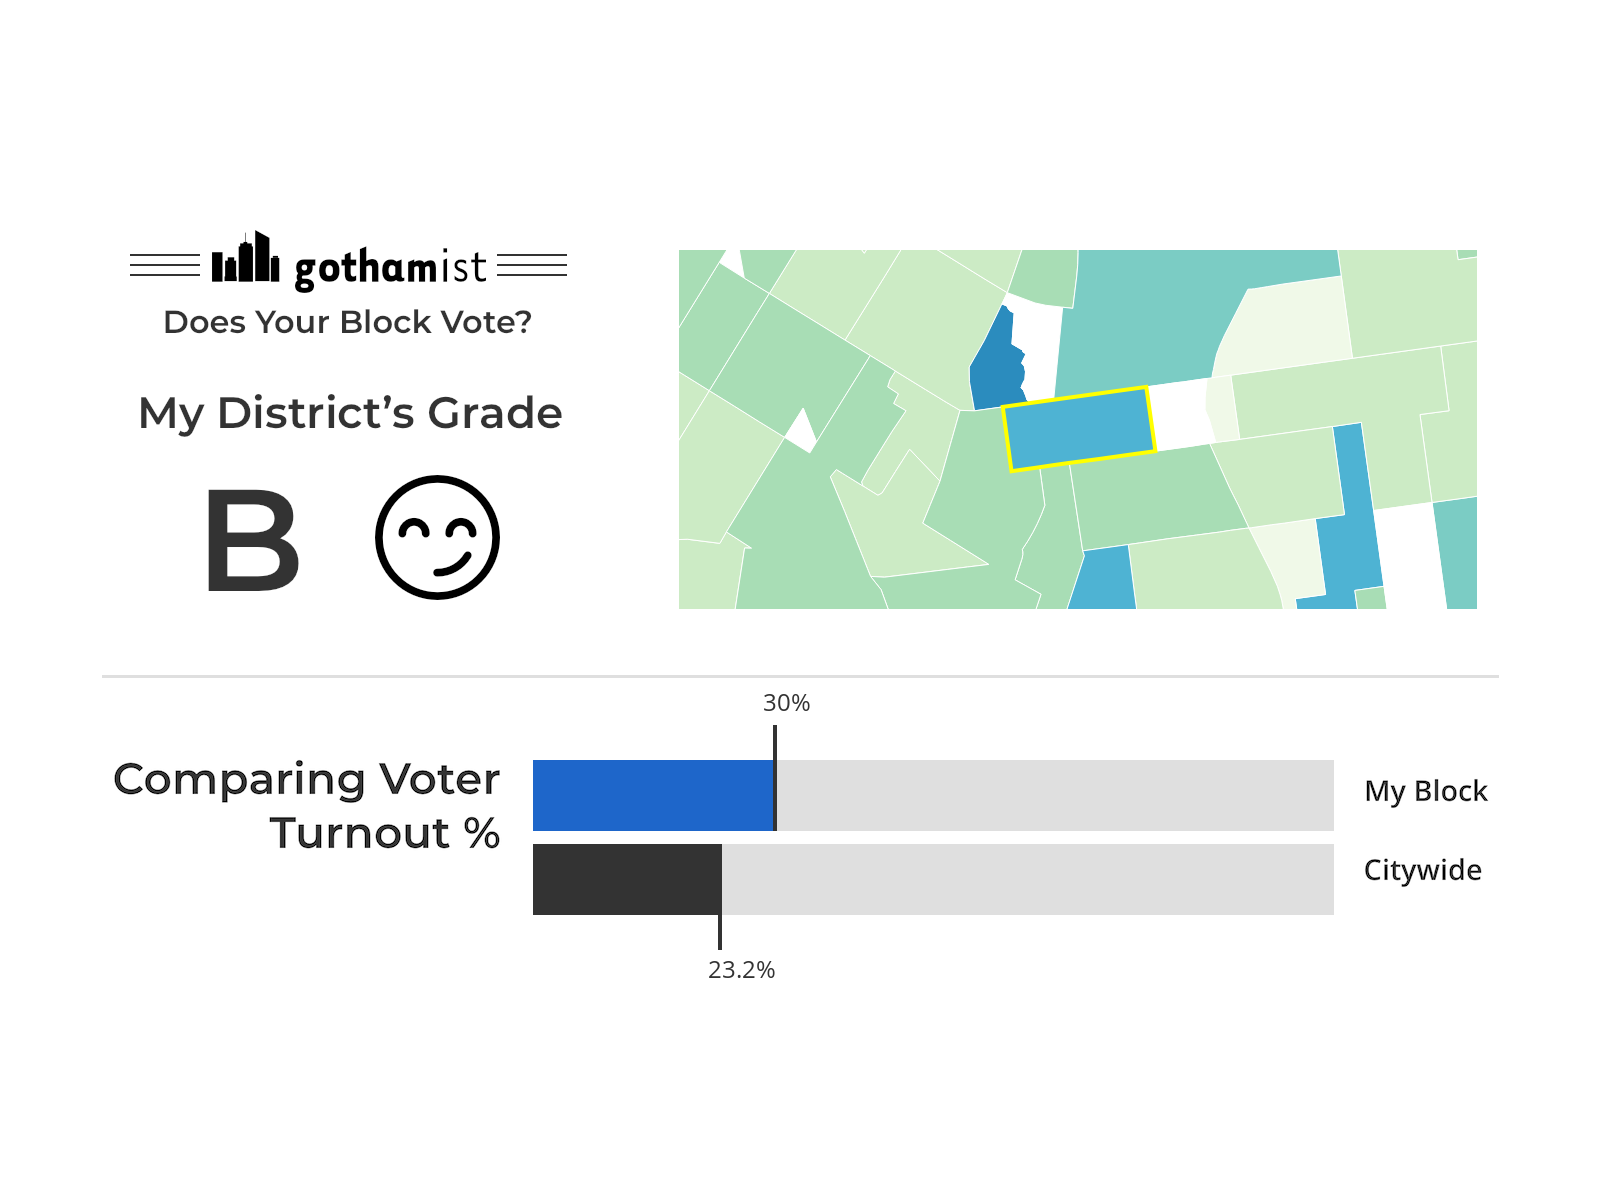 gothamist
Does Your Block Vote?
My District’s Grade
B
30%
Comparing Voter
Turnout %
My Block
Citywide
23.2%